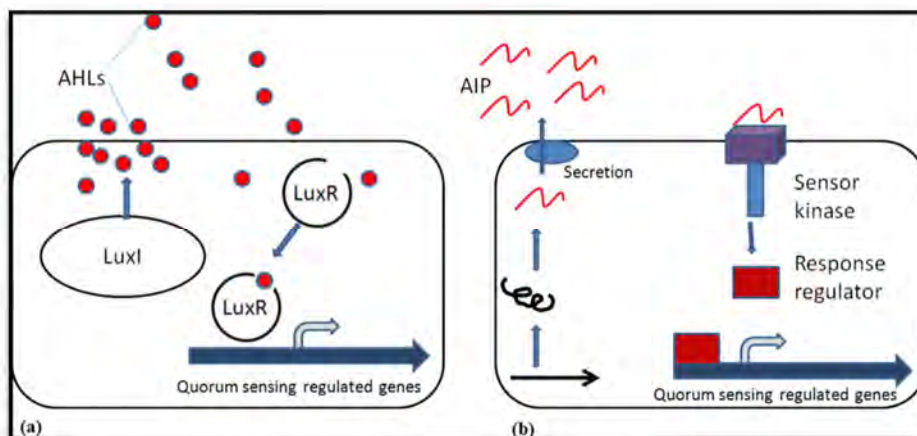 AHLs
LuxI
LuxR
LuxR
Quorum sensing regulated genes
(a)
AIP
Secretion
Sensor
kinase
Response
regulator
Quorum sensing regulated genes
(b)